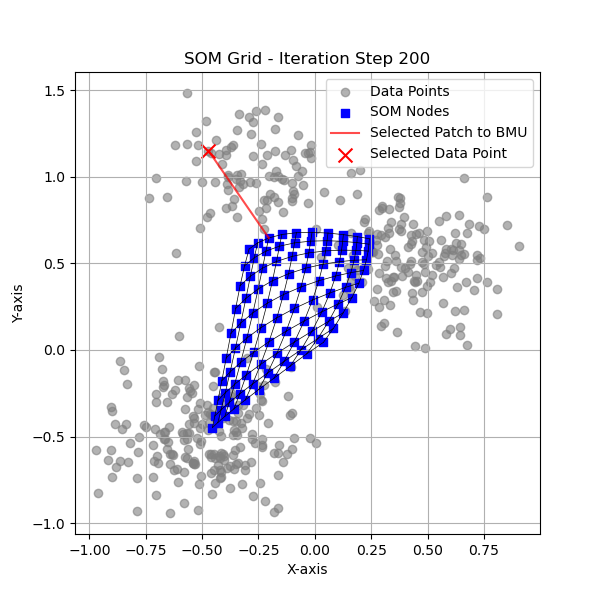 SOM Grid - Iteration Step 200
Data Points
SOM Nodes
Selected Patch to BMU
Selected Data Point
1.5
1.0
0.5
0.0
−0.5
−1.0
Y-axis
−1.00 −0.75 −0.50 −0.25 0.00 0.25 0.50 0.75
X-axis